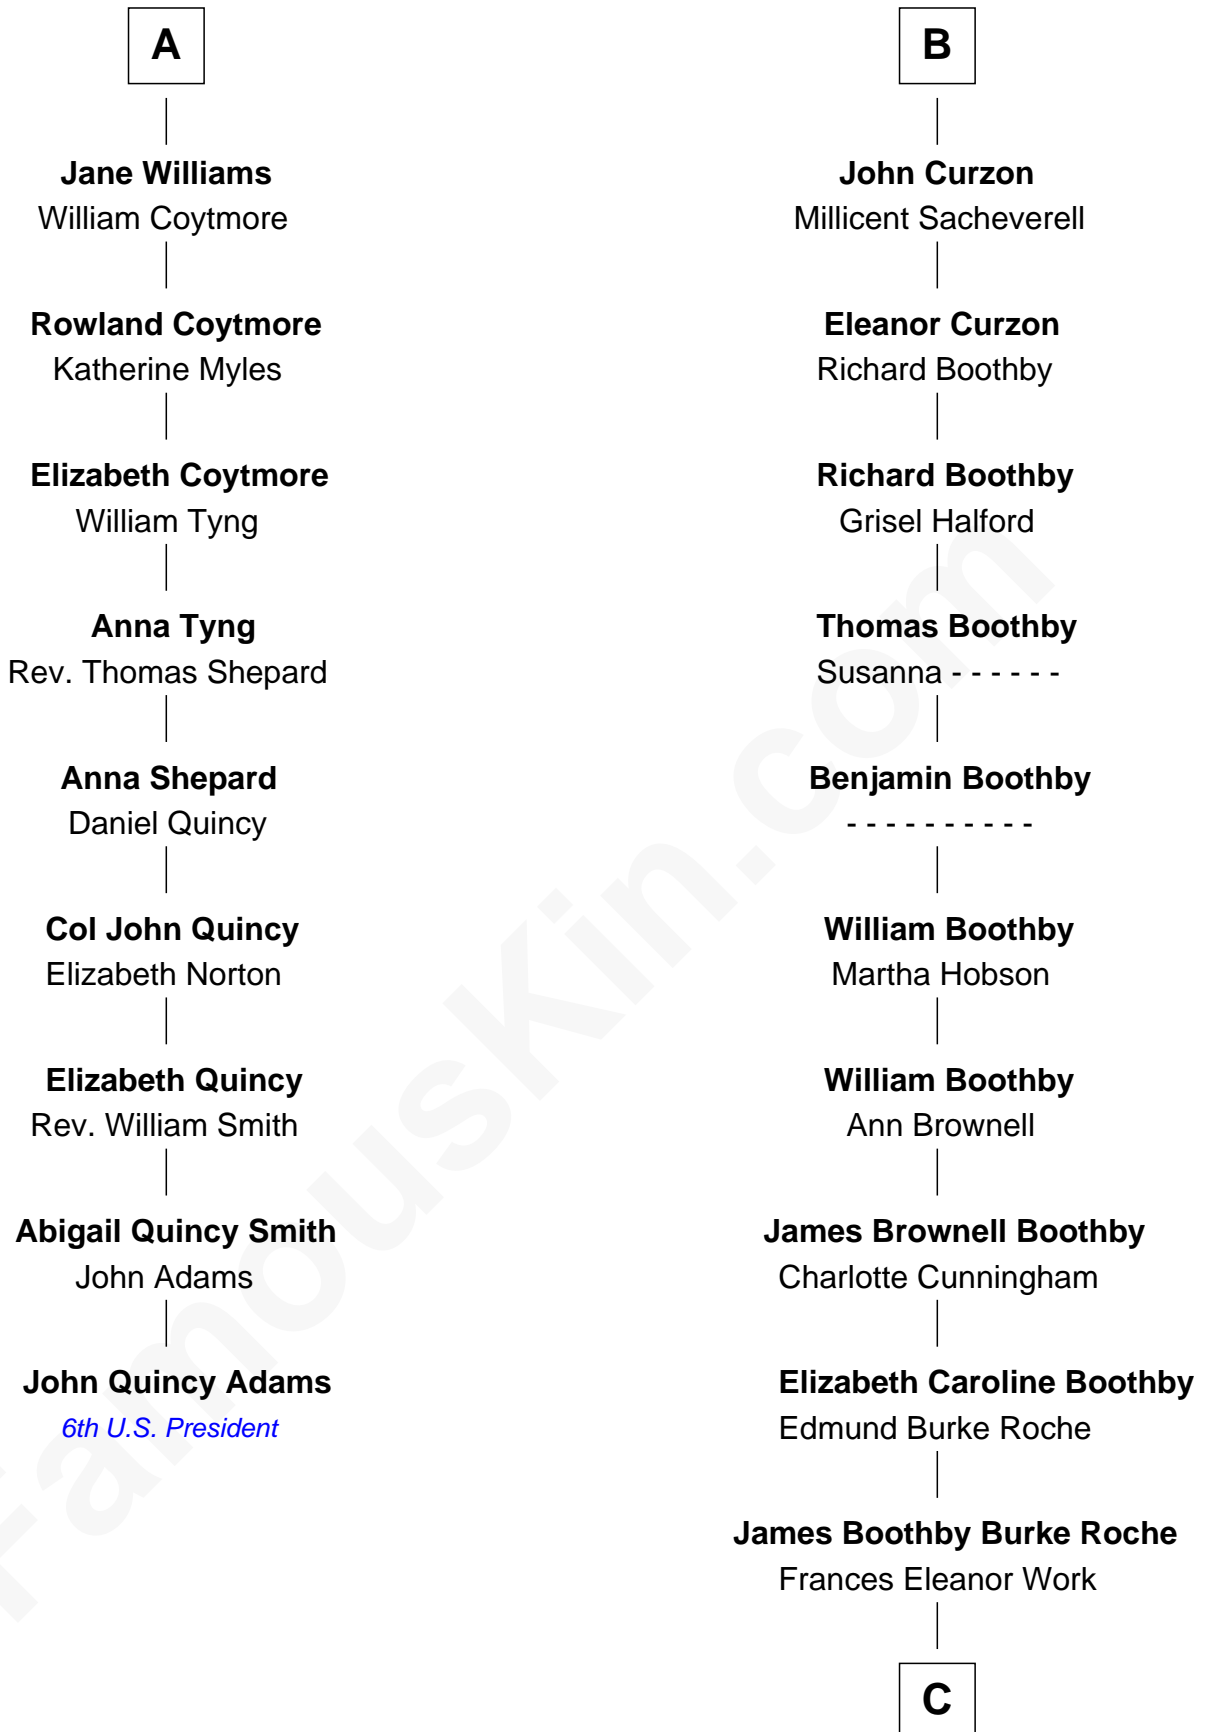 A
Jane Williams
William Coytmore
Rowland Coytmore
Katherine Myles
Elizabeth Coytmore
William Tyng
Anna Tyng
Rev. Thomas Shepard
Anna Shepard
Daniel Quincy
Col John Quincy
Elizabeth Norton
Elizabeth Quincy
Rev. William Smith
Abigail Quincy Smith
John Adams
John Quincy Adams
6th U.S. President
B
John Curzon
Millicent Sacheverell
Eleanor Curzon
Richard Boothby
Richard Boothby
Grisel Halford
Thomas Boothby
Susanna - - - - - -
Benjamin Boothby
- - - - - - - - - -
William Boothby
Martha Hobson
William Boothby
Ann Brownell
James Brownell Boothby
Charlotte Cunningham
Elizabeth Caroline Boothby
Edmund Burke Roche
James Boothby Burke Roche
Frances Eleanor Work
C
FamousKin.com